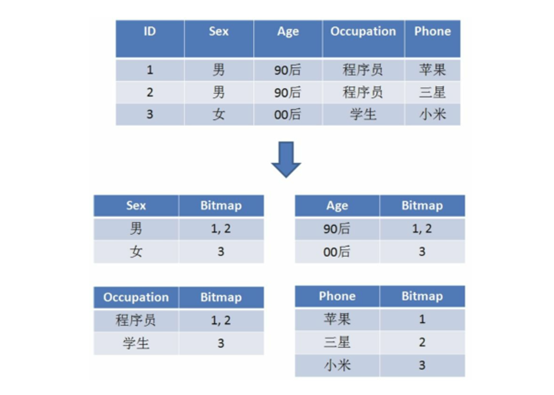 ID Sex Age Occupation Phone
1 男 90后 程序员 苹果
2 男 90后 程序员 三星
3 女 00后 学生 小米
Sex Bitmap
男 1, 2
女 3
Age Bitmap
90后 1, 2
00后 3
Occupation Bitmap
程序员 1, 2
学生 3
Phone Bitmap
苹果 1
三星 2
小米 3